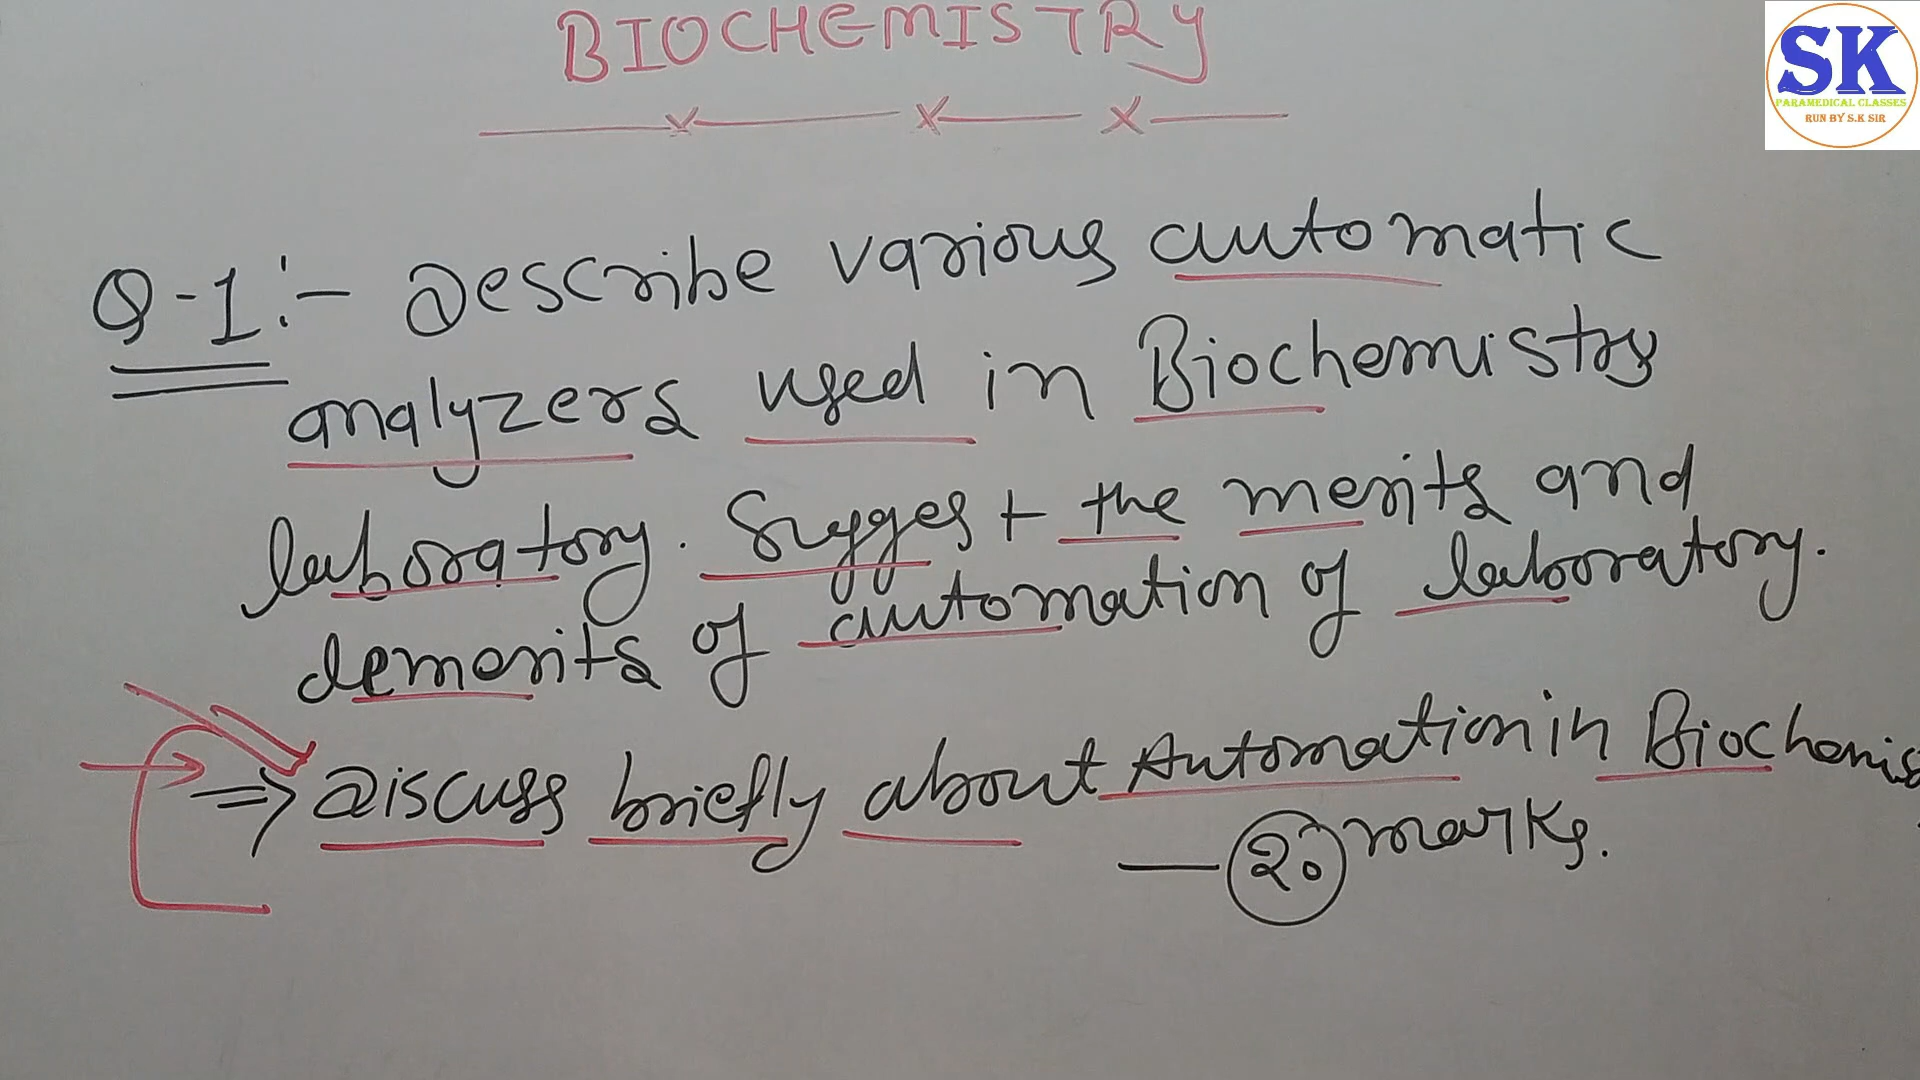 BIOCHEMISTRY
SK
PARAMEDICAL CLASSES
RUN BY S.K SIR
Q-1:- Describe various automatic
analyzers used in Biochemistry
laboratory. Suggest the merits and
demerits of automation of laboratory.
⇒ Discuss briefly about Automation in Biochemis
— 20 marks.